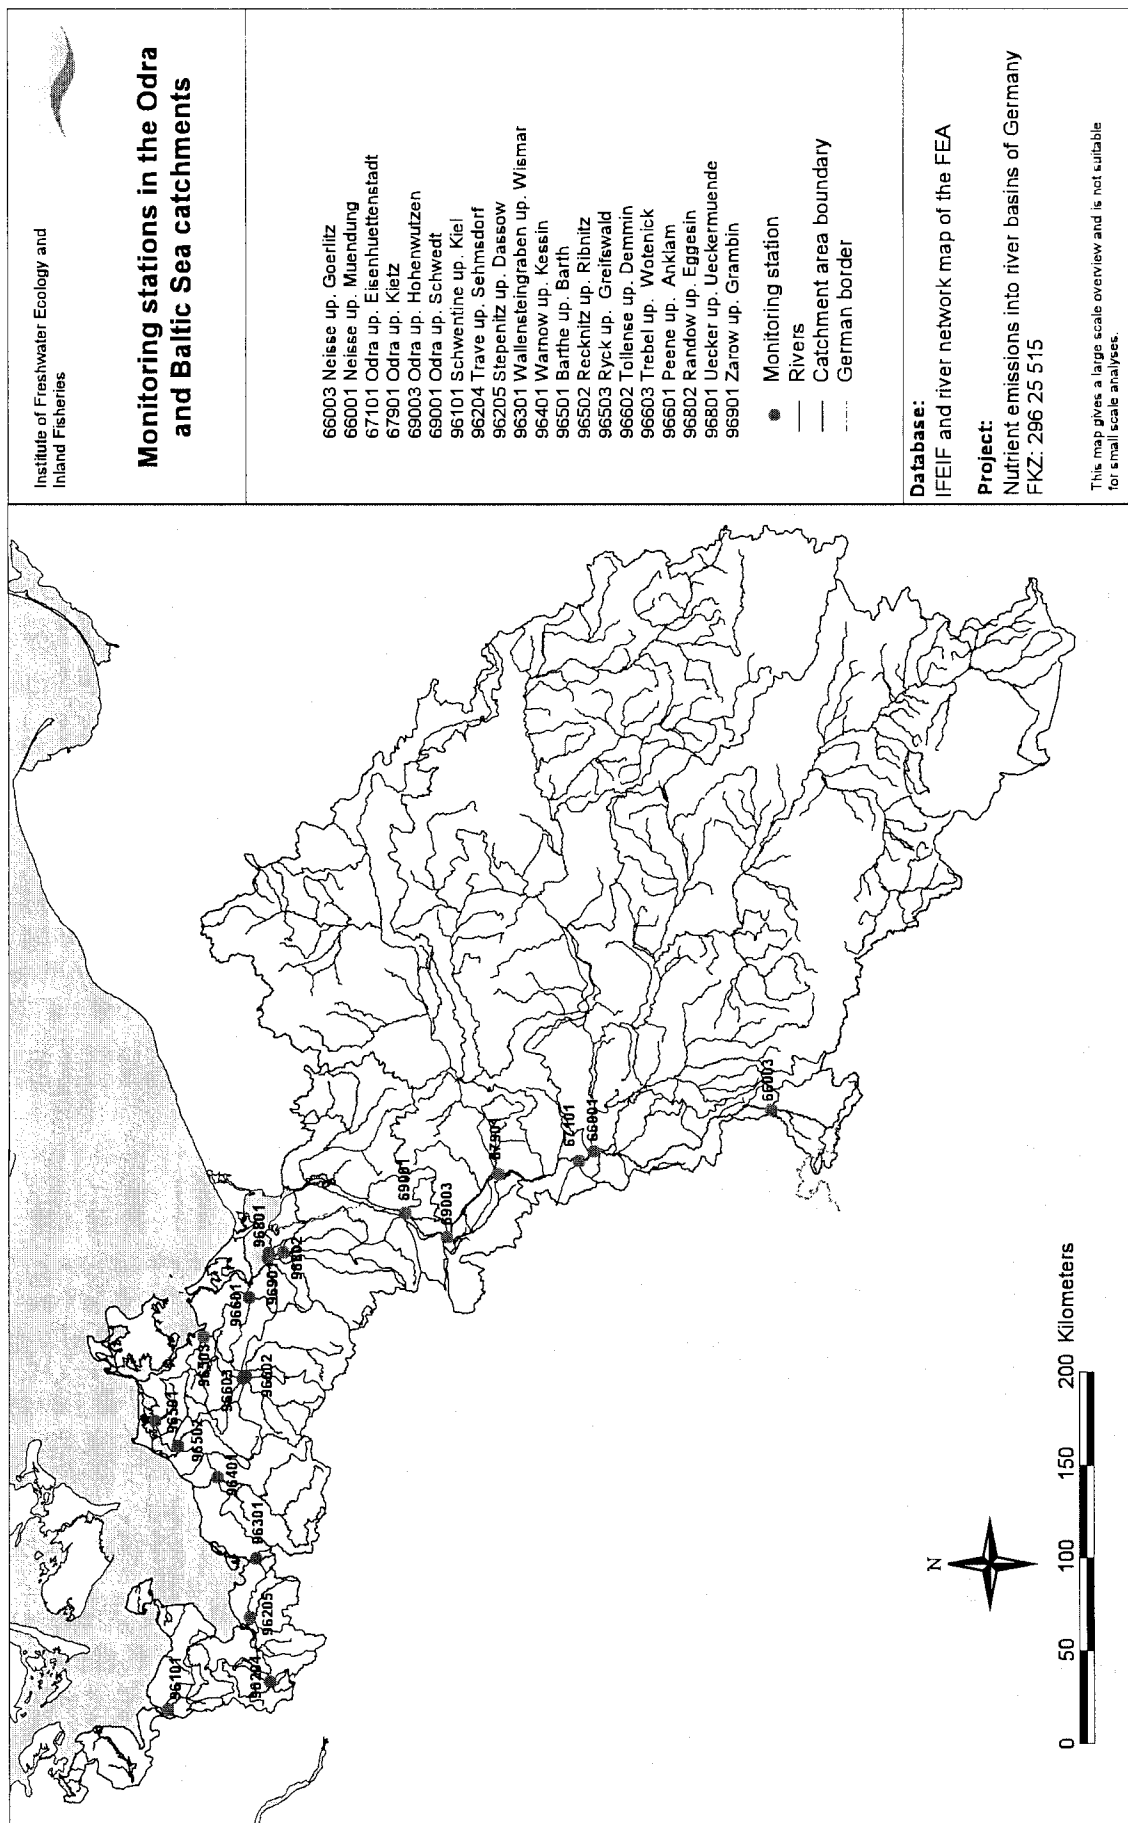 Institute of Freshwater Ecology and
Inland Fisheries
Monitoring stations in the Odra
and Baltic Sea catchments
66003 Neisse up. Goerlitz
66001 Neisse up. Muendung
67101 Odra up. Eisenhuettenstadt
67901 Odra up. Kietz
69003 Odra up. Hohenwutzen
69001 Odra up. Schwedt
96101 Schwentine up. Kiel
96204 Trave up. Sehmsdorf
96205 Stepenitz up. Dassow
96301 Wallensteingraben up. Wismar
96401 Warnow up. Kessin
96501 Barthe up. Barth
96502 Recknitz up. Ribnitz
96503 Ryck up. Greifswald
96602 Tollense up. Demmin
96603 Trebel up. Wotenick
96601 Peene up. Anklam
96802 Randow up. Eggesin
96801 Uecker up. Ueckermuende
96901 Zarow up. Grambin
Monitoring station
Rivers
Catchment area boundary
German border
Database:
IFEIF and river network map of the FEA
Project:
Nutrient emissions into river basins of Germany
FKZ: 296 25 515
This map gives a large scale overview and is not suitable
for small scale analyses.
96101
96204
96205
96301
96401
96502
96501
96503
96603
96602
96601
96901
96801
96802
69001
69003
67901
67101
66001
66003
N
0 50 100 150 200 Kilometers